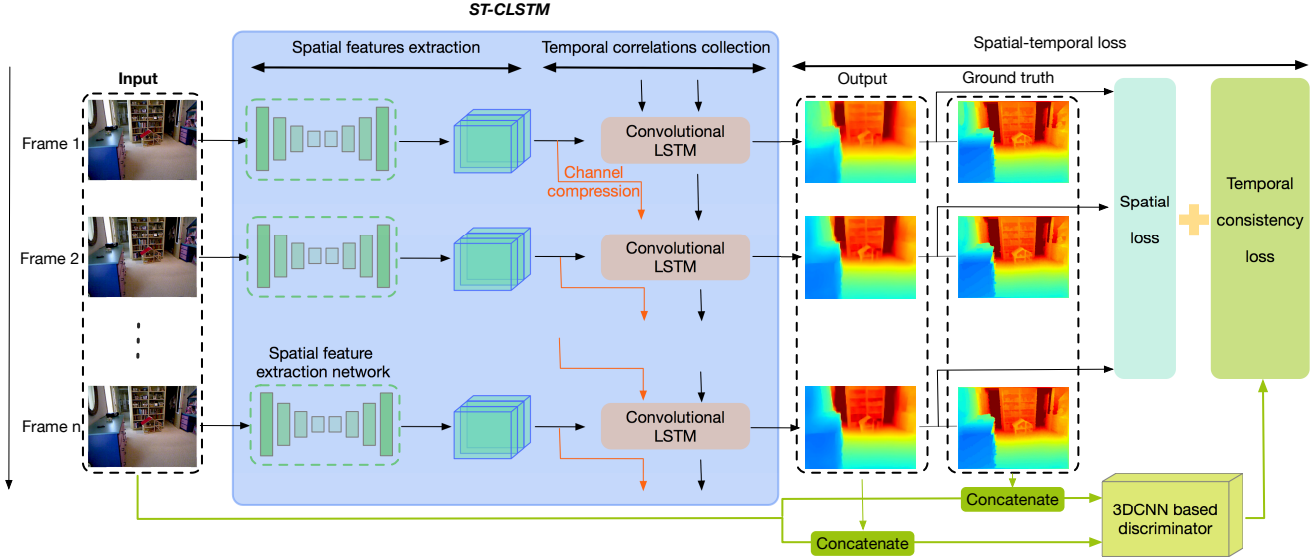 ST-CLSTM
Spatial features extraction
Temporal correlations collection
Spatial-temporal loss
Input
Output
Ground truth
Frame 1
Convolutional
LSTM
Channel
compression
Frame 2
Convolutional
LSTM
Spatial
loss
Temporal
consistency
loss
Spatial feature
extraction network
Frame n
Convolutional
LSTM
Concatenate
Concatenate
3DCNN based
discriminator